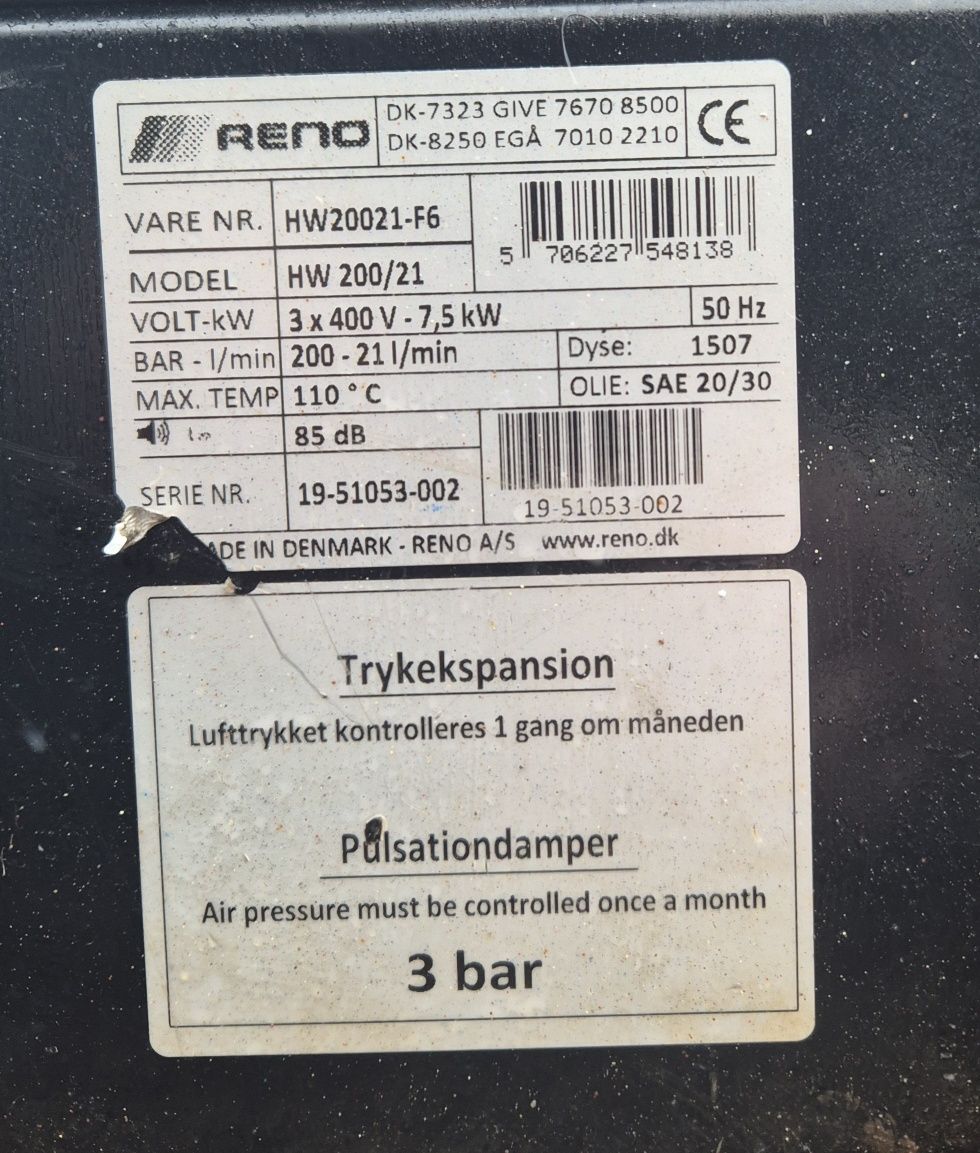 RENO
DK-7323 GIVE 7670 8500
DK-8250 EGÅ 7010 2210
CE
VARE NR. HW20021-F6
5 706227 548138
MODEL HW 200/21
VOLT-kW 3 x 400 V - 7,5 kW 50 Hz
BAR - l/min 200 - 21 l/min Dyse: 1507
MAX. TEMP 110 ° C OLIE: SAE 20/30
85 dB
SERIE NR. 19-51053-002
19-51053-002
ADE IN DENMARK - RENO A/S www.reno.dk
Trykekspansion
Lufttrykket kontrolleres 1 gang om måneden
Pulsationdamper
Air pressure must be controlled once a month
3 bar